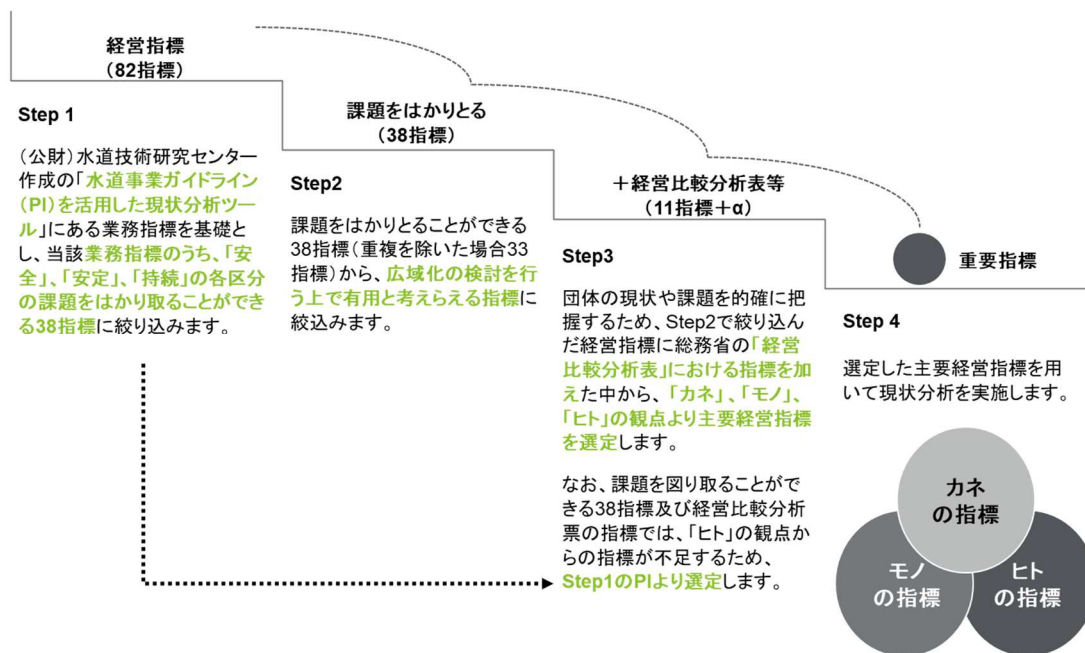 経営指標
(82指標)
Step 1
(公財)水道技術研究センター
作成の「水道事業ガイドライン
(PI)を活用した現状分析ツー
ル」にある業務指標を基礎と
し、当該業務指標のうち、「安
全」、「安定」、「持続」の各区分
の課題をはかり取ることができ
る38指標に絞り込みます。
課題をはかりとる
(38指標)
Step2
課題をはかりとることができる
38指標(重複を除いた場合33
指標)から、広域化の検討を行
う上で有用と考えらえる指標に
絞込みます。
+経営比較分析表等
(11指標+α)
Step3
団体の現状や課題を的確に把
握するため、Step2で絞り込ん
だ経営指標に総務省の「経営
比較分析表」における指標を加
えた中から、「カネ」、「モノ」、
「ヒト」の観点より主要経営指標
を選定します。
なお、課題を図り取ることがで
きる38指標及び経営比較分析
票の指標では、「ヒト」の観点か
らの指標が不足するため、
Step1のPIより選定します。
重要指標
Step 4
選定した主要経営指標を用
いて現状分析を実施します。
カネ
の指標
モノ
の指標
ヒト
の指標